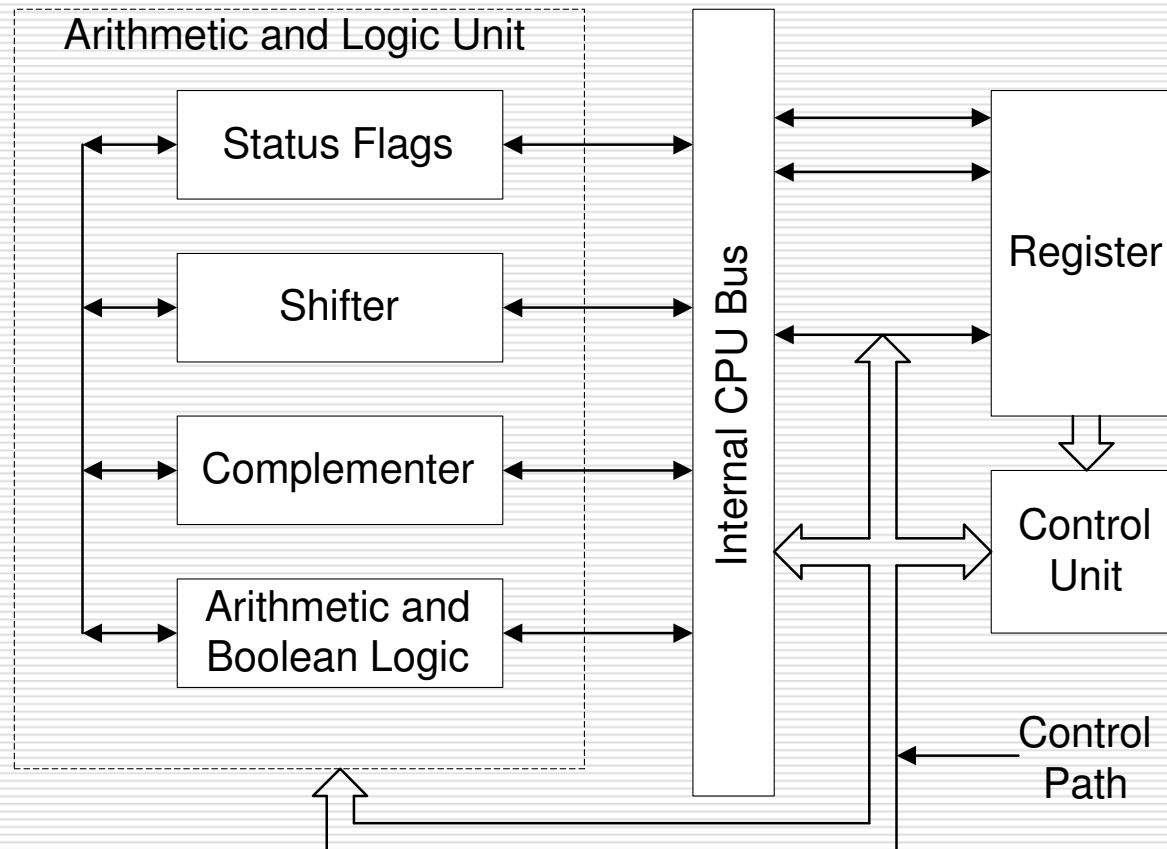 Arithmetic and Logic Unit
Status Flags
Shifter
Complementer
Arithmetic and
Boolean Logic
Internal CPU Bus
Register
Control
Unit
Control
Path